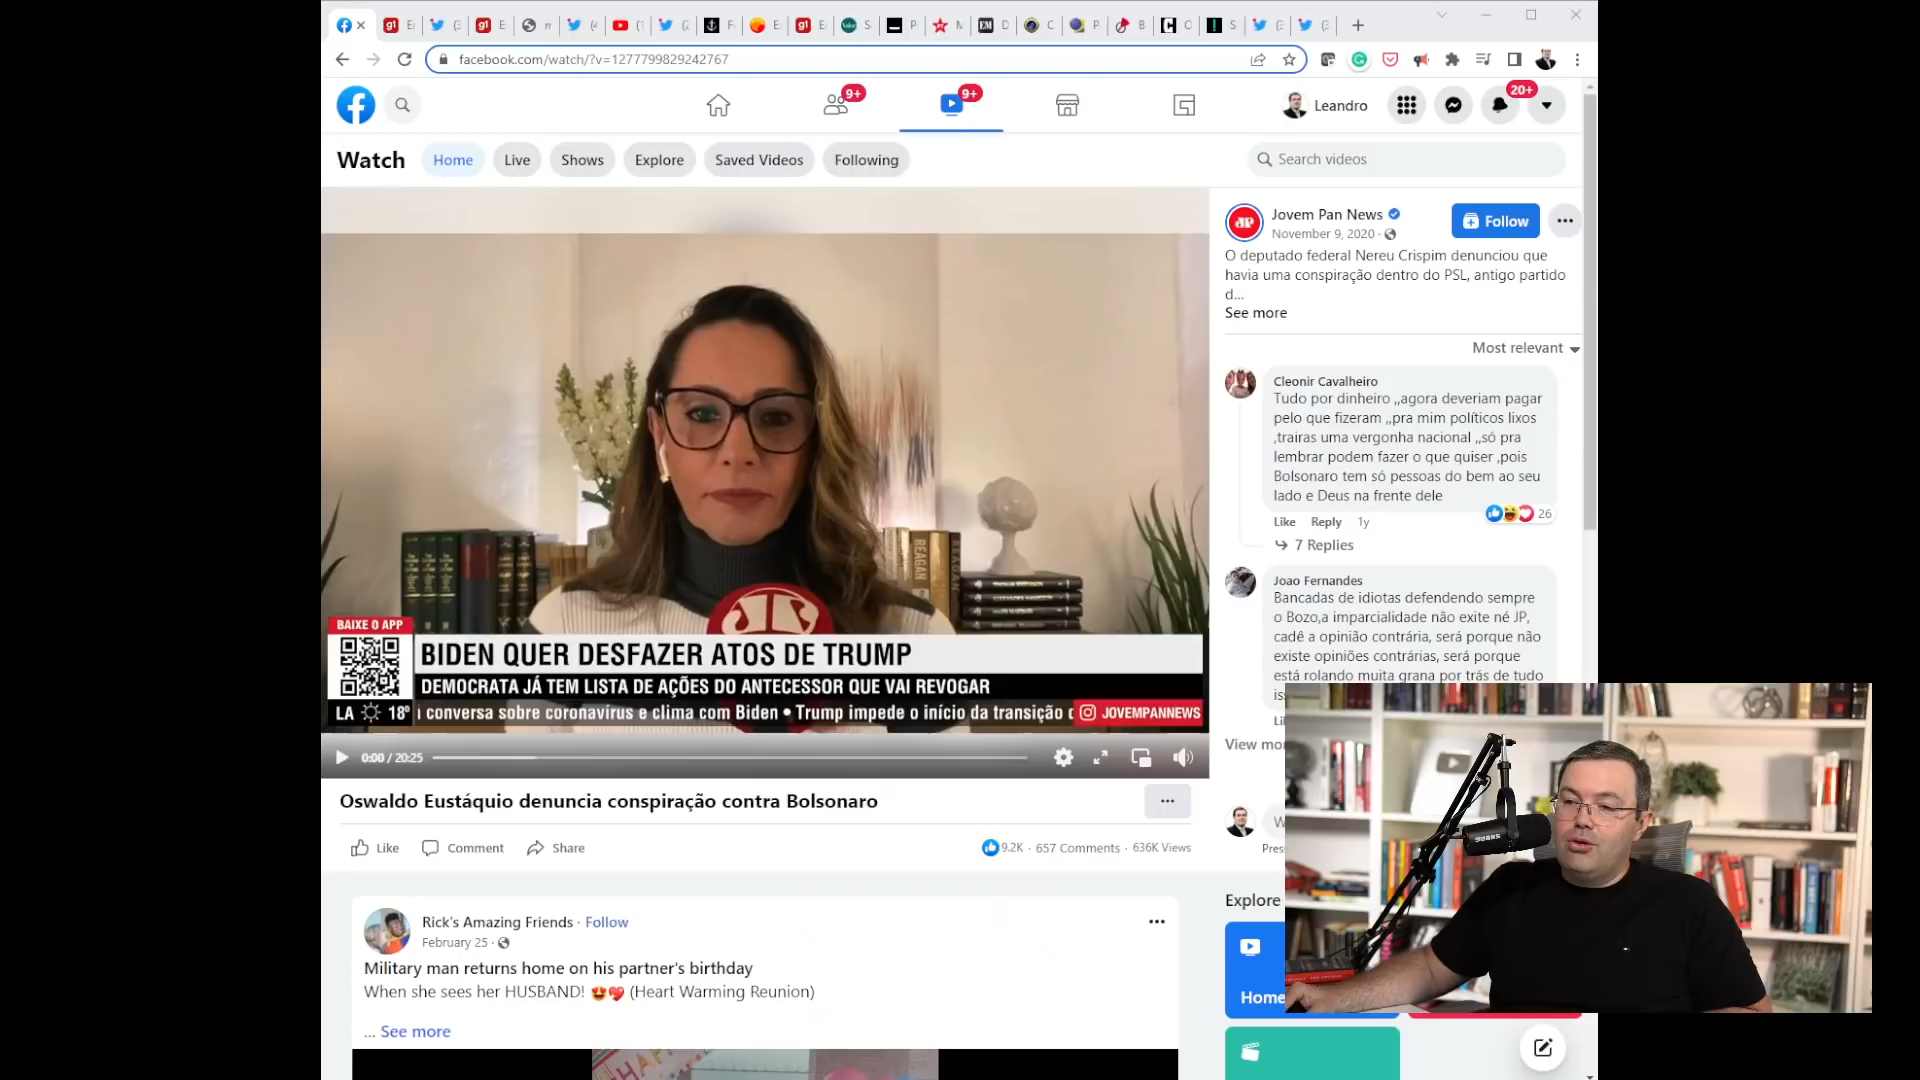 facebook.com/watch/?v=1277799829242767
9+
9+
Leandro
20+
Watch
Home
Live
Shows
Explore
Saved Videos
Following
Search videos
BAIXE O APP
BIDEN QUER DESFAZER ATOS DE TRUMP
DEMOCRATA JÁ TEM LISTA DE AÇÕES DO ANTECESSOR QUE VAI REVOGAR
LA 18º
conversa sobre coronavírus e clima com Biden • Trump impede o início da transição
JOVEMPANNEWS
REAGAN
REAGAN
0:00 / 20:25
Oswaldo Eustáquio denuncia conspiração contra Bolsonaro
Like
Comment
Share
9.2K · 657 Comments · 636K Views
Rick's Amazing Friends · Follow
February 25 ·
Military man returns home on his partner's birthday
When she sees her HUSBAND! 😍💖 (Heart Warming Reunion)
... See more
Jovem Pan News
November 9, 2020 ·
Follow
O deputado federal Nereu Crispim denunciou que
havia uma conspiração dentro do PSL, antigo partido
d...
See more
Most relevant
Cleonir Cavalheiro
Tudo por dinheiro ,,agora deveriam pagar
pelo que fizeram ,,pra mim políticos lixos
,trairas uma vergonha nacional ,,só pra
lembrar podem fazer o que quiser ,pois
Bolsonaro tem só pessoas do bem ao seu
lado e Deus na frente dele
26
Like Reply 1y
7 Replies
Joao Fernandes
Bancadas de idiotas defendendo sempre
o Bozo,a imparcialidade não exite né JP,
cadê a opinião contrária, será porque não
existe opiniões contrárias, será porque
está rolando muita grana por trás de tudo
View
Explore
Home
SHURE